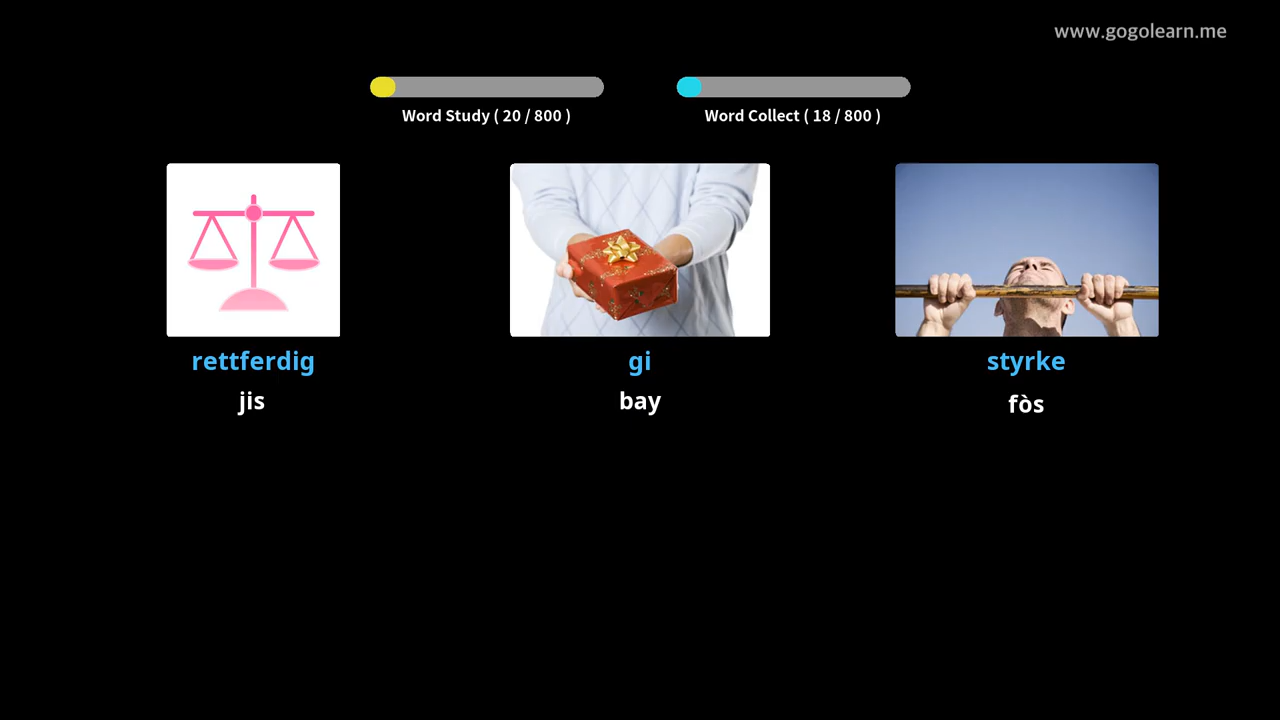 www.gogolearn.me
Word Study ( 20 / 800 )
Word Collect ( 18 / 800 )
rettferdig
gi
styrke
jis
bay
fòs